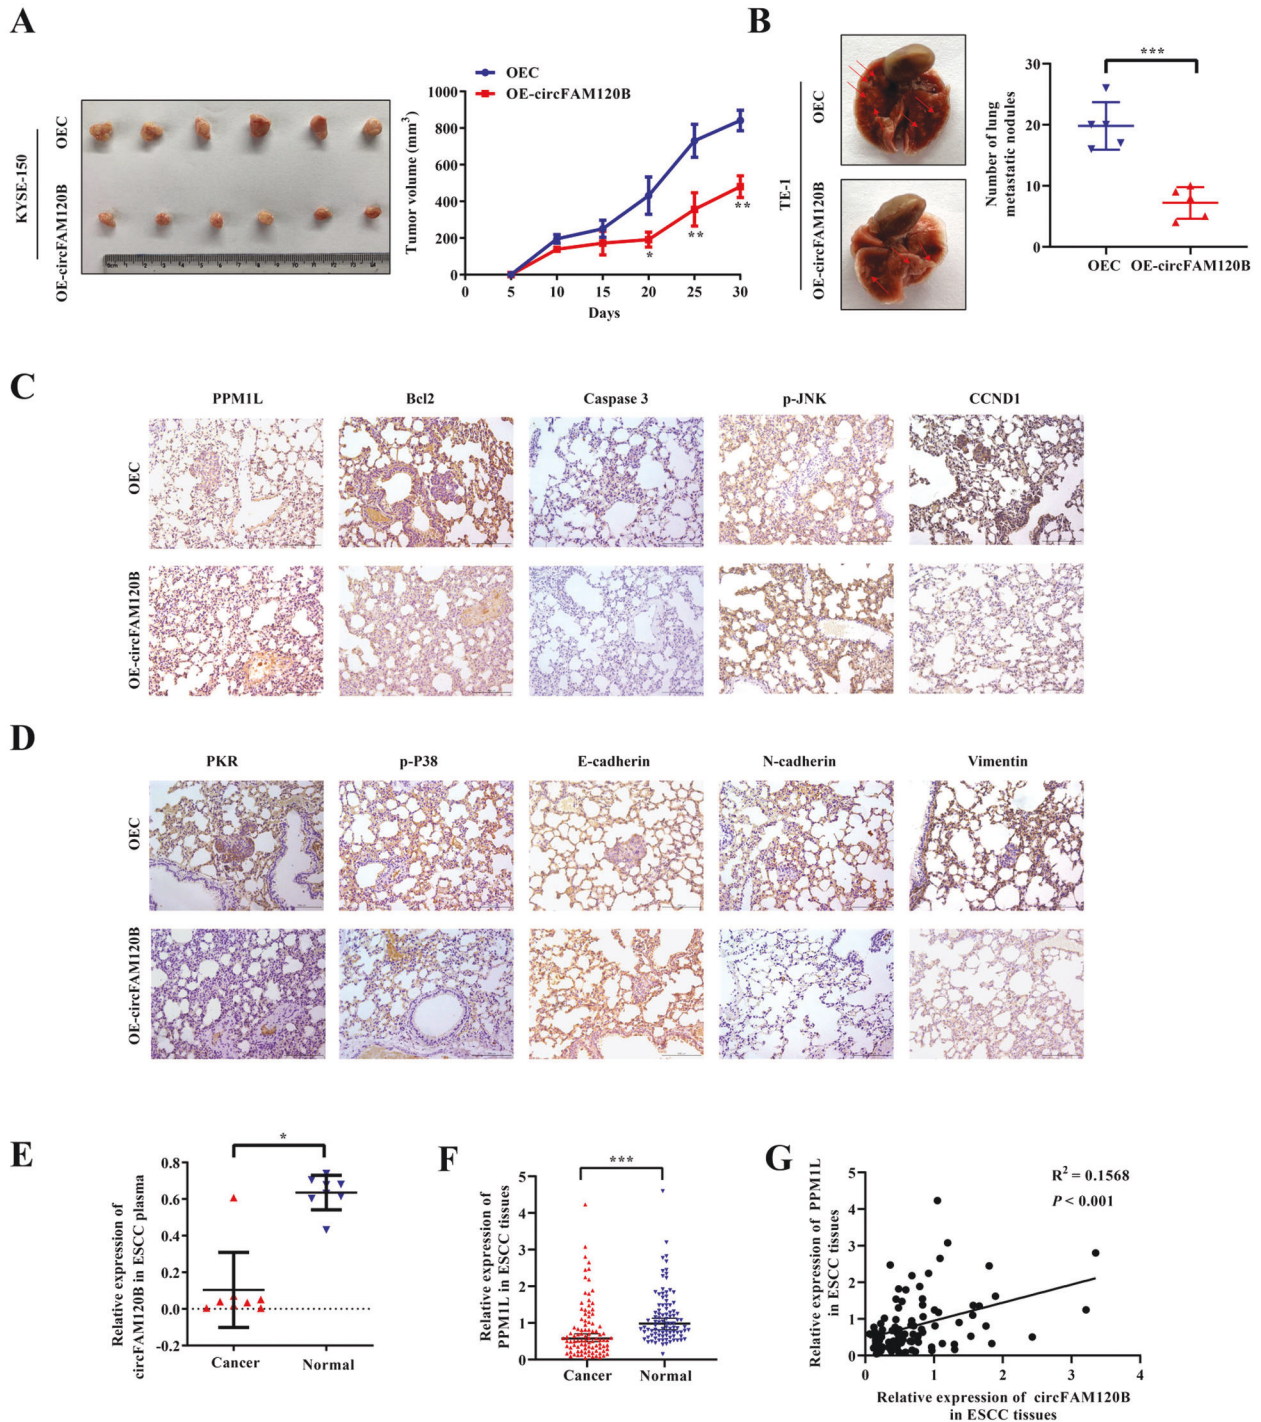 A
KYSE-150
OEC
OE-circFAM120B
OEC
OE-circFAM120B
Tumor volume (mm³)
1000
800
600
400
200
0
0
5
10
15
20
25
30
Days
*
**
**
B
TE-1
OEC
OE-circFAM120B
Number of lung
metastatic nodules
30
20
10
0
***
OEC
OE-circFAM120B
C
PPM1L
Bcl2
Caspase 3
p-JNK
CCND1
OEC
OE-circFAM120B
D
PKR
p-P38
E-cadherin
N-cadherin
Vimentin
OEC
OE-circFAM120B
E
Relative expression of
circFAM120B in ESCC plasma
0.8
0.6
0.4
0.2
0.0
-0.2
*
Cancer
Normal
F
Relative expression of
PPM1L in ESCC tissues
5
4
3
2
1
0
***
Cancer
Normal
G
Relative expression of PPM1L
in ESCC tissues
5
4
3
2
1
0
R² = 0.1568
P < 0.001
0
1
2
3
4
Relative expression of circFAM120B
in ESCC tissues